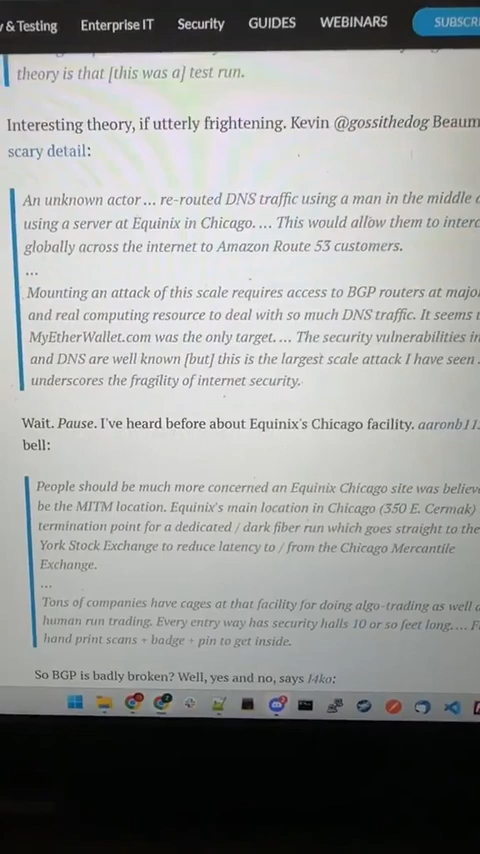 & Testing Enterprise IT Security GUIDES WEBINARS
theory is that [this was a] test run.
Interesting theory, if utterly frightening. Kevin @gossithedog
scary detail:
An unknown actor … re-routed DNS traffic using a man in the middle
using a server at Equinix in Chicago. … This would allow them to
globally across the internet to Amazon Route 53 customers.
…
Mounting an attack of this scale requires access to BGP routers at
and real computing resource to deal with so much DNS traffic. It seems
MyEtherWallet.com was the only target. … The security vulnerabilities
and DNS are well known [but] this is the largest scale attack I have seen
underscores the fragility of internet security.
Wait. Pause. I've heard before about Equinix's Chicago facility.
bell:
People should be much more concerned an Equinix Chicago site was
be the MITM location. Equinix's main location in Chicago (350 E. Cermak)
termination point for a dedicated / dark fiber run which goes straight to the
York Stock Exchange to reduce latency to / from the Chicago Mercantile
Exchange.
…
Tons of companies have cages at that facility for doing algo-trading as well
human run trading. Every entry way has security halls 10 or so feet long. …
hand print scans + badge + pin to get inside.
So BGP is badly broken? Well, yes and no, says l4ko: